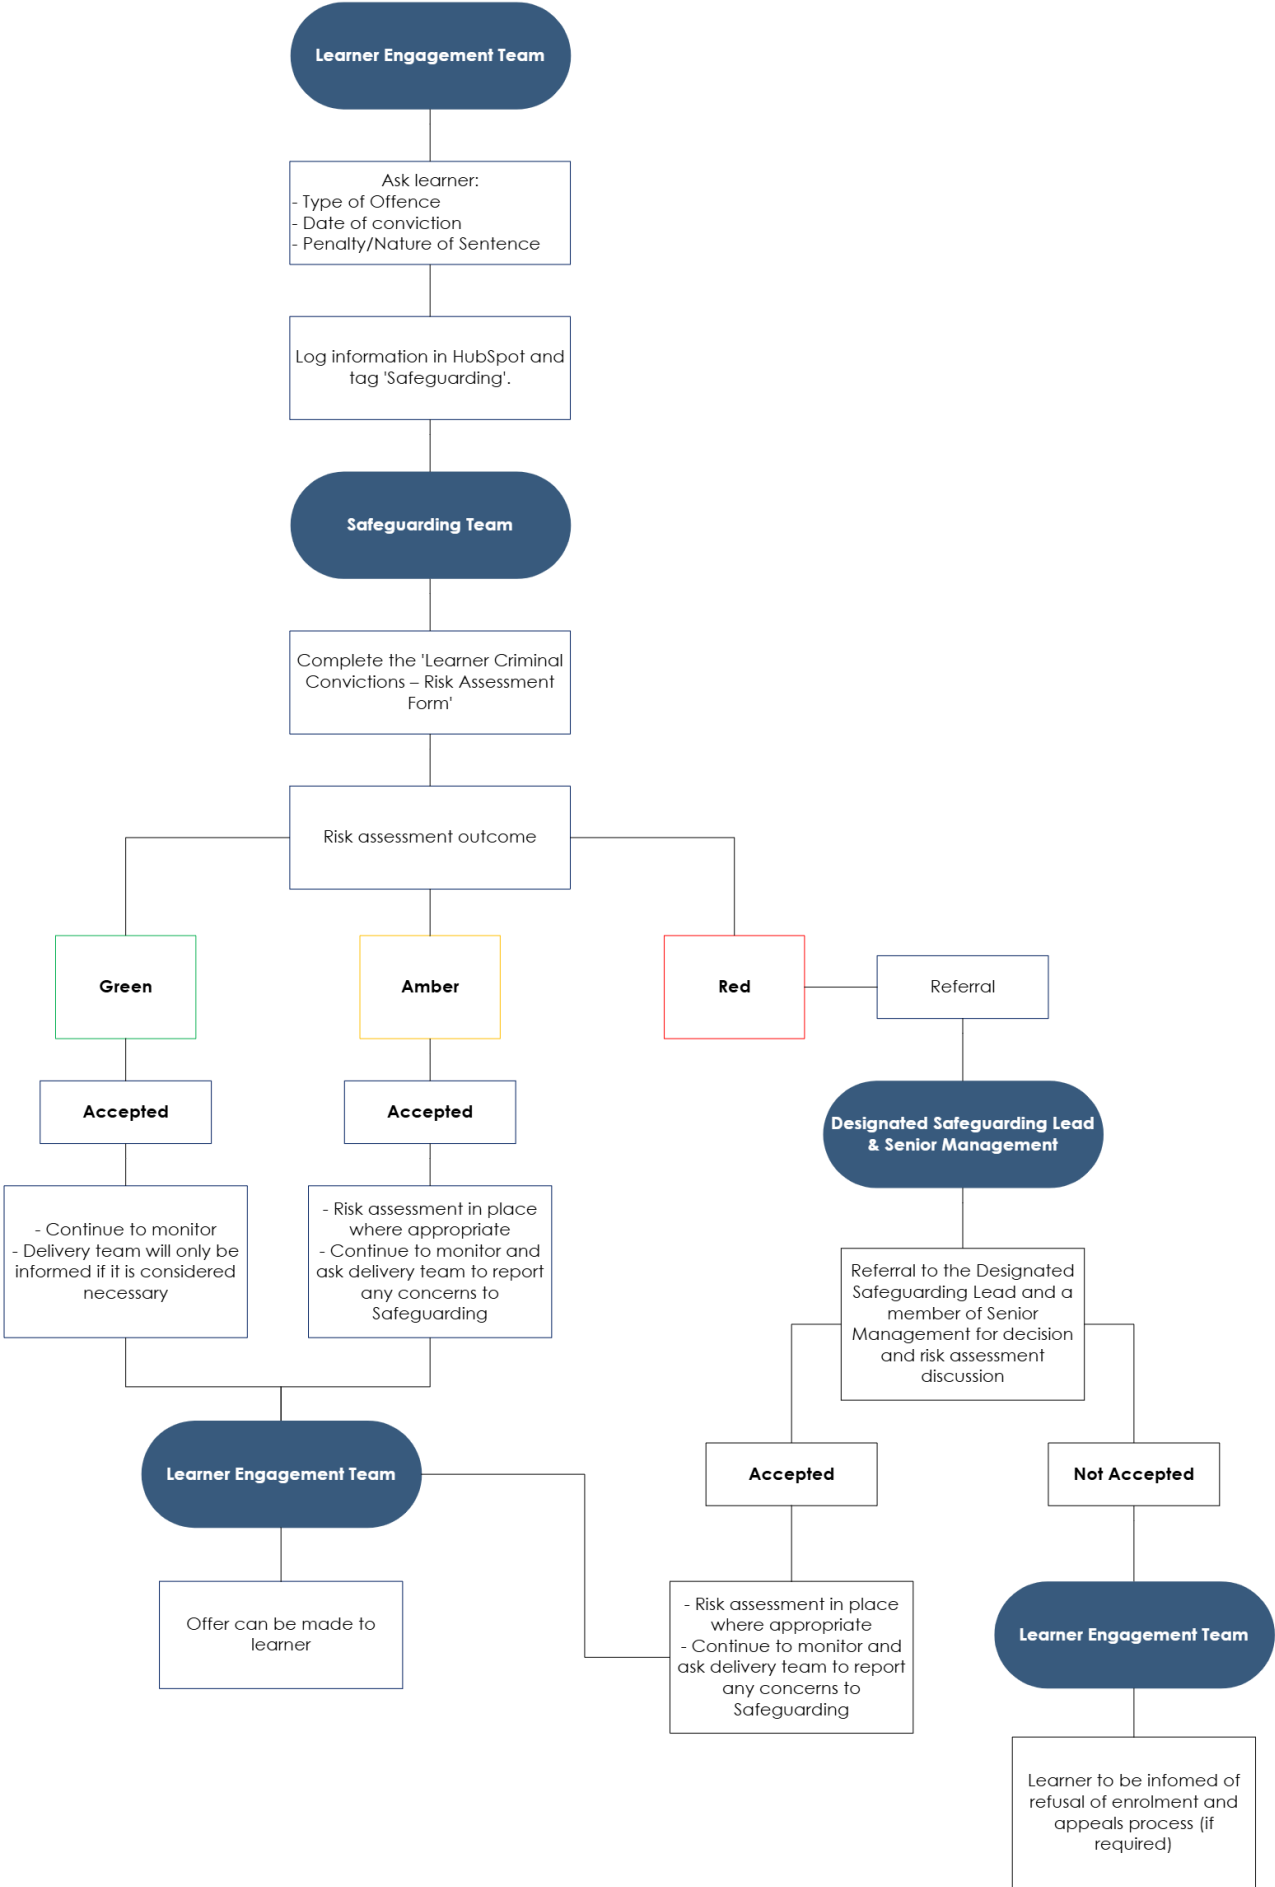 Learner Engagement Team
Ask learner:
- Type of Offence
- Date of conviction
- Penalty/Nature of Sentence
Log information in HubSpot and
tag 'Safeguarding'.
Safeguarding Team
Complete the 'Learner Criminal
Convictions – Risk Assessment
Form'
Risk assessment outcome
Green
Amber
Red
Referral
Accepted
Accepted
Designated Safeguarding Lead
& Senior Management
- Continue to monitor
- Delivery team will only be
informed if it is considered
necessary
- Risk assessment in place
where appropriate
- Continue to monitor and
ask delivery team to report
any concerns to
Safeguarding
Referral to the Designated
Safeguarding Lead and a
member of Senior
Management for decision
and risk assessment
discussion
Learner Engagement Team
Accepted
Not Accepted
Offer can be made to
learner
- Risk assessment in place
where appropriate
- Continue to monitor and
ask delivery team to report
any concerns to
Safeguarding
Learner Engagement Team
Learner to be infomed of
refusal of enrolment and
appeals process (if
required)